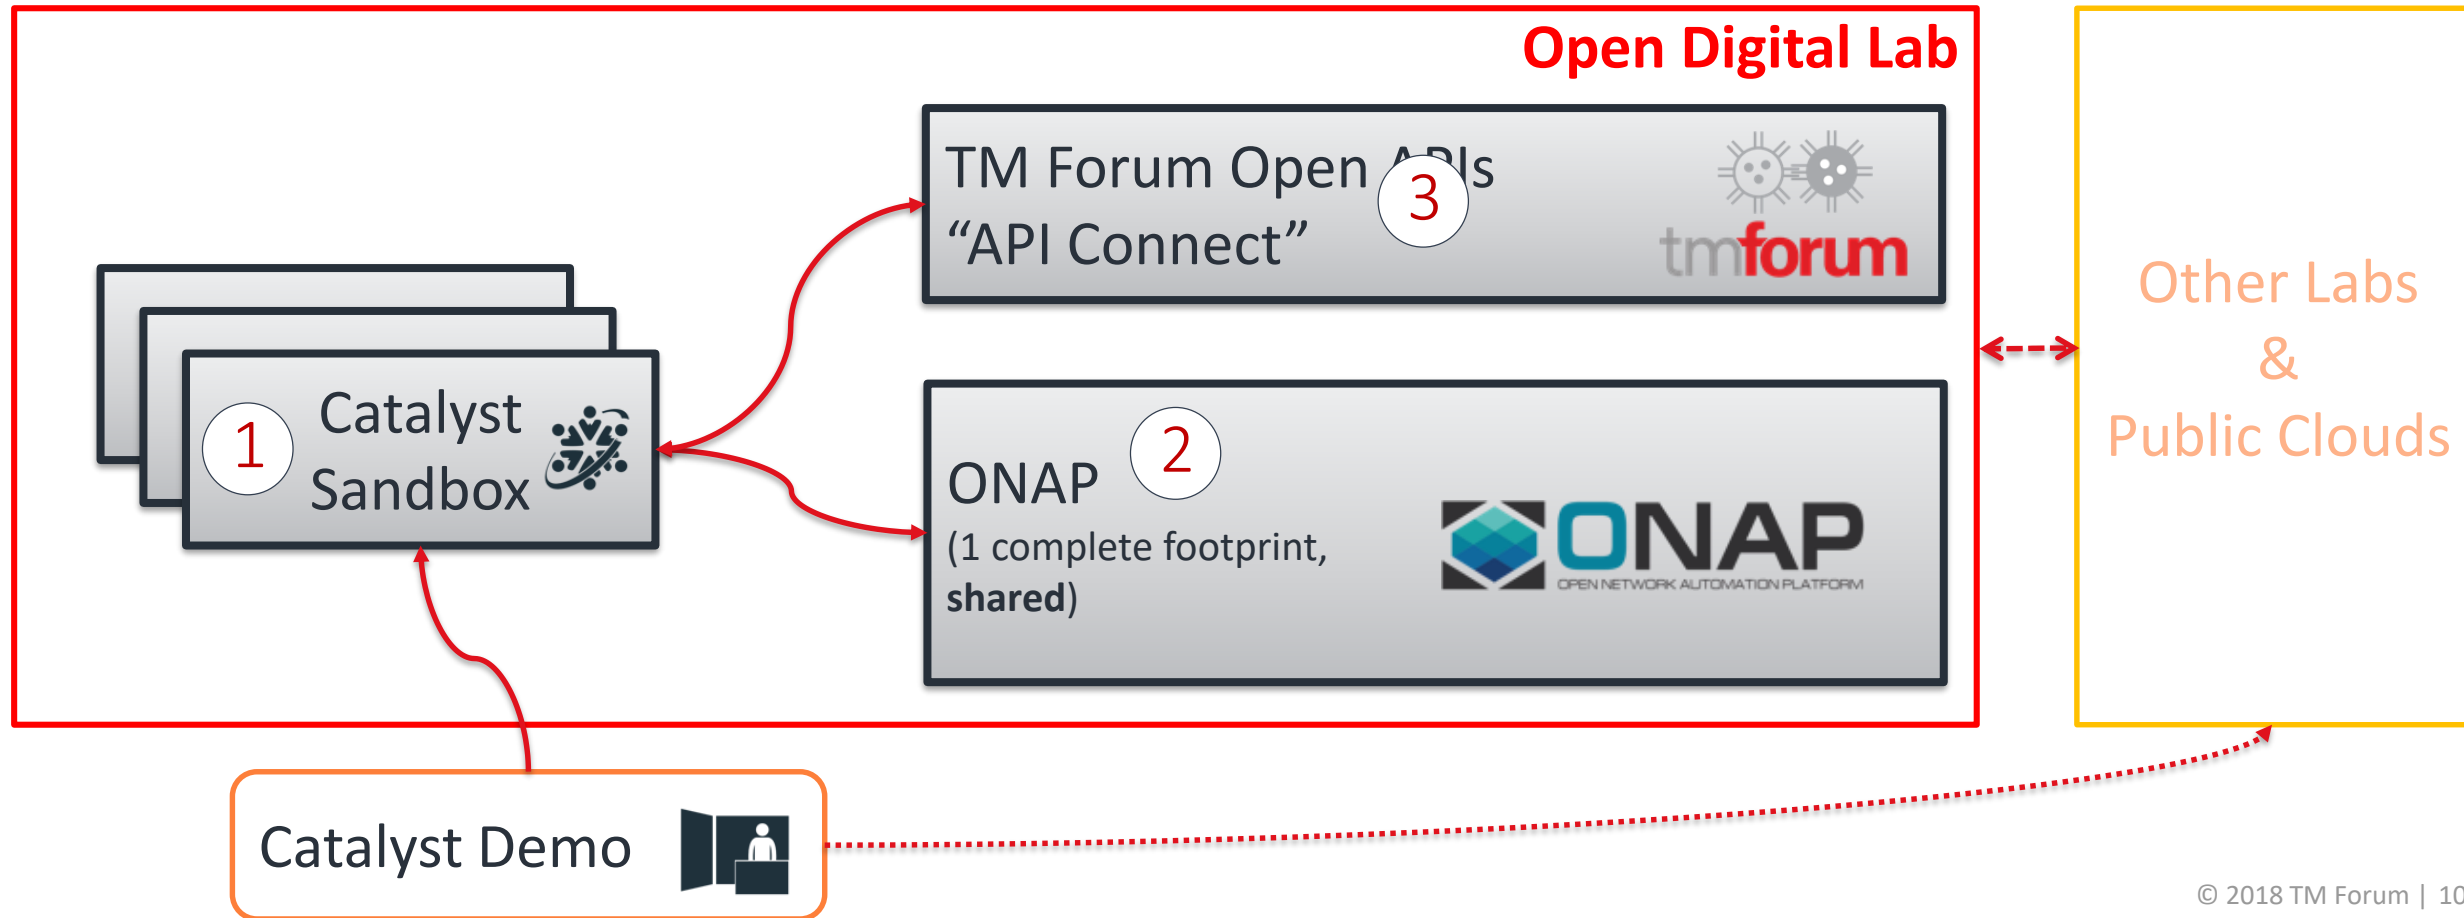 Open Digital Lab
TM Forum Open APIs
“API Connect”
3
tmforum
1
Catalyst
Sandbox
2
ONAP
(1 complete footprint,
shared)
ONAP
OPEN NETWORK AUTOMATION PLATFORM
Other Labs
&
Public Clouds
Catalyst Demo
© 2018 TM Forum | 10